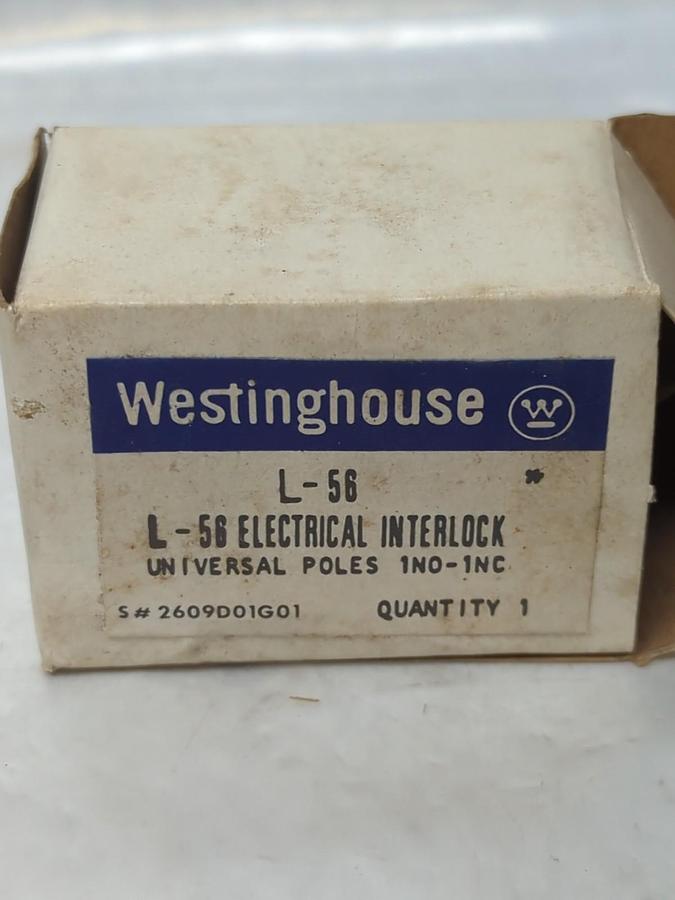 Westinghouse W
L-56 *
L-56 ELECTRICAL INTERLOCK
UNIVERSAL POLES 1NO-1NC
S# 2609D01G01 QUANTITY 1